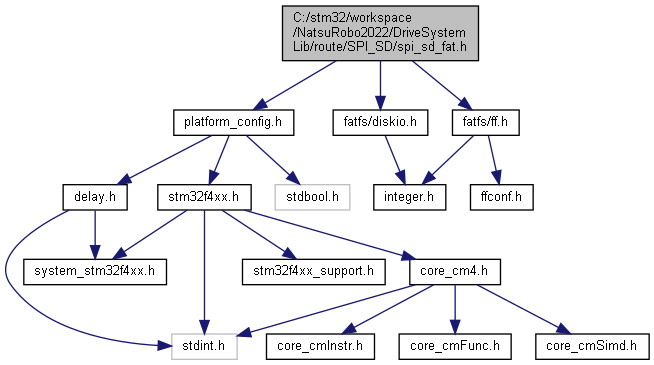 C:/stm32/workspace
/NatsuRobo2022/DriveSystem
Lib/route/SPI_SD/spi_sd_fat.h
platform_config.h
fatfs/diskio.h
fatfs/ff.h
delay.h
stm32f4xx.h
stdbool.h
integer.h
ffconf.h
system_stm32f4xx.h
stm32f4xx_support.h
core_cm4.h
stdint.h
core_cmInstr.h
core_cmFunc.h
core_cmSimd.h